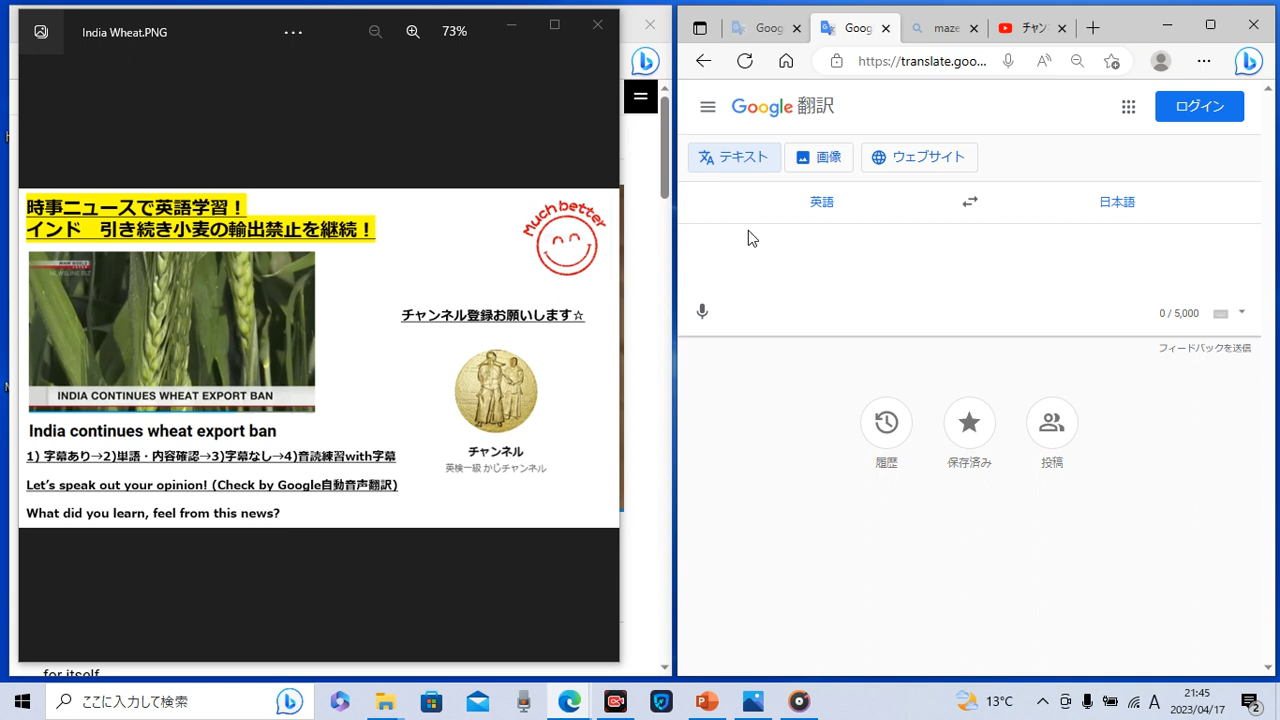 India Wheat.PNG
73%
時事ニュースで英語学習！
インド 引き続き小麦の輸出禁止を継続！
Much better
INDIA CONTINUES WHEAT EXPORT BAN
India continues wheat export ban
1) 字幕あり→2)単語・内容確認→3)字幕なし→4)音読練習with字幕
Let's speak out your opinion! (Check by Google自動音声翻訳)
What did you learn, feel from this news?
チャンネル登録お願いします☆
チャンネル
英検一級 かじチャンネル
for itself
Goog
Goog
maze
チャン
https://translate.goo...
Google 翻訳
ログイン
テキスト
画像
ウェブサイト
英語
日本語
0 / 5,000
フィードバックを送信
履歴
保存済み
投稿
ここに入力して検索
13°C
A
21:45
2023/04/17
2